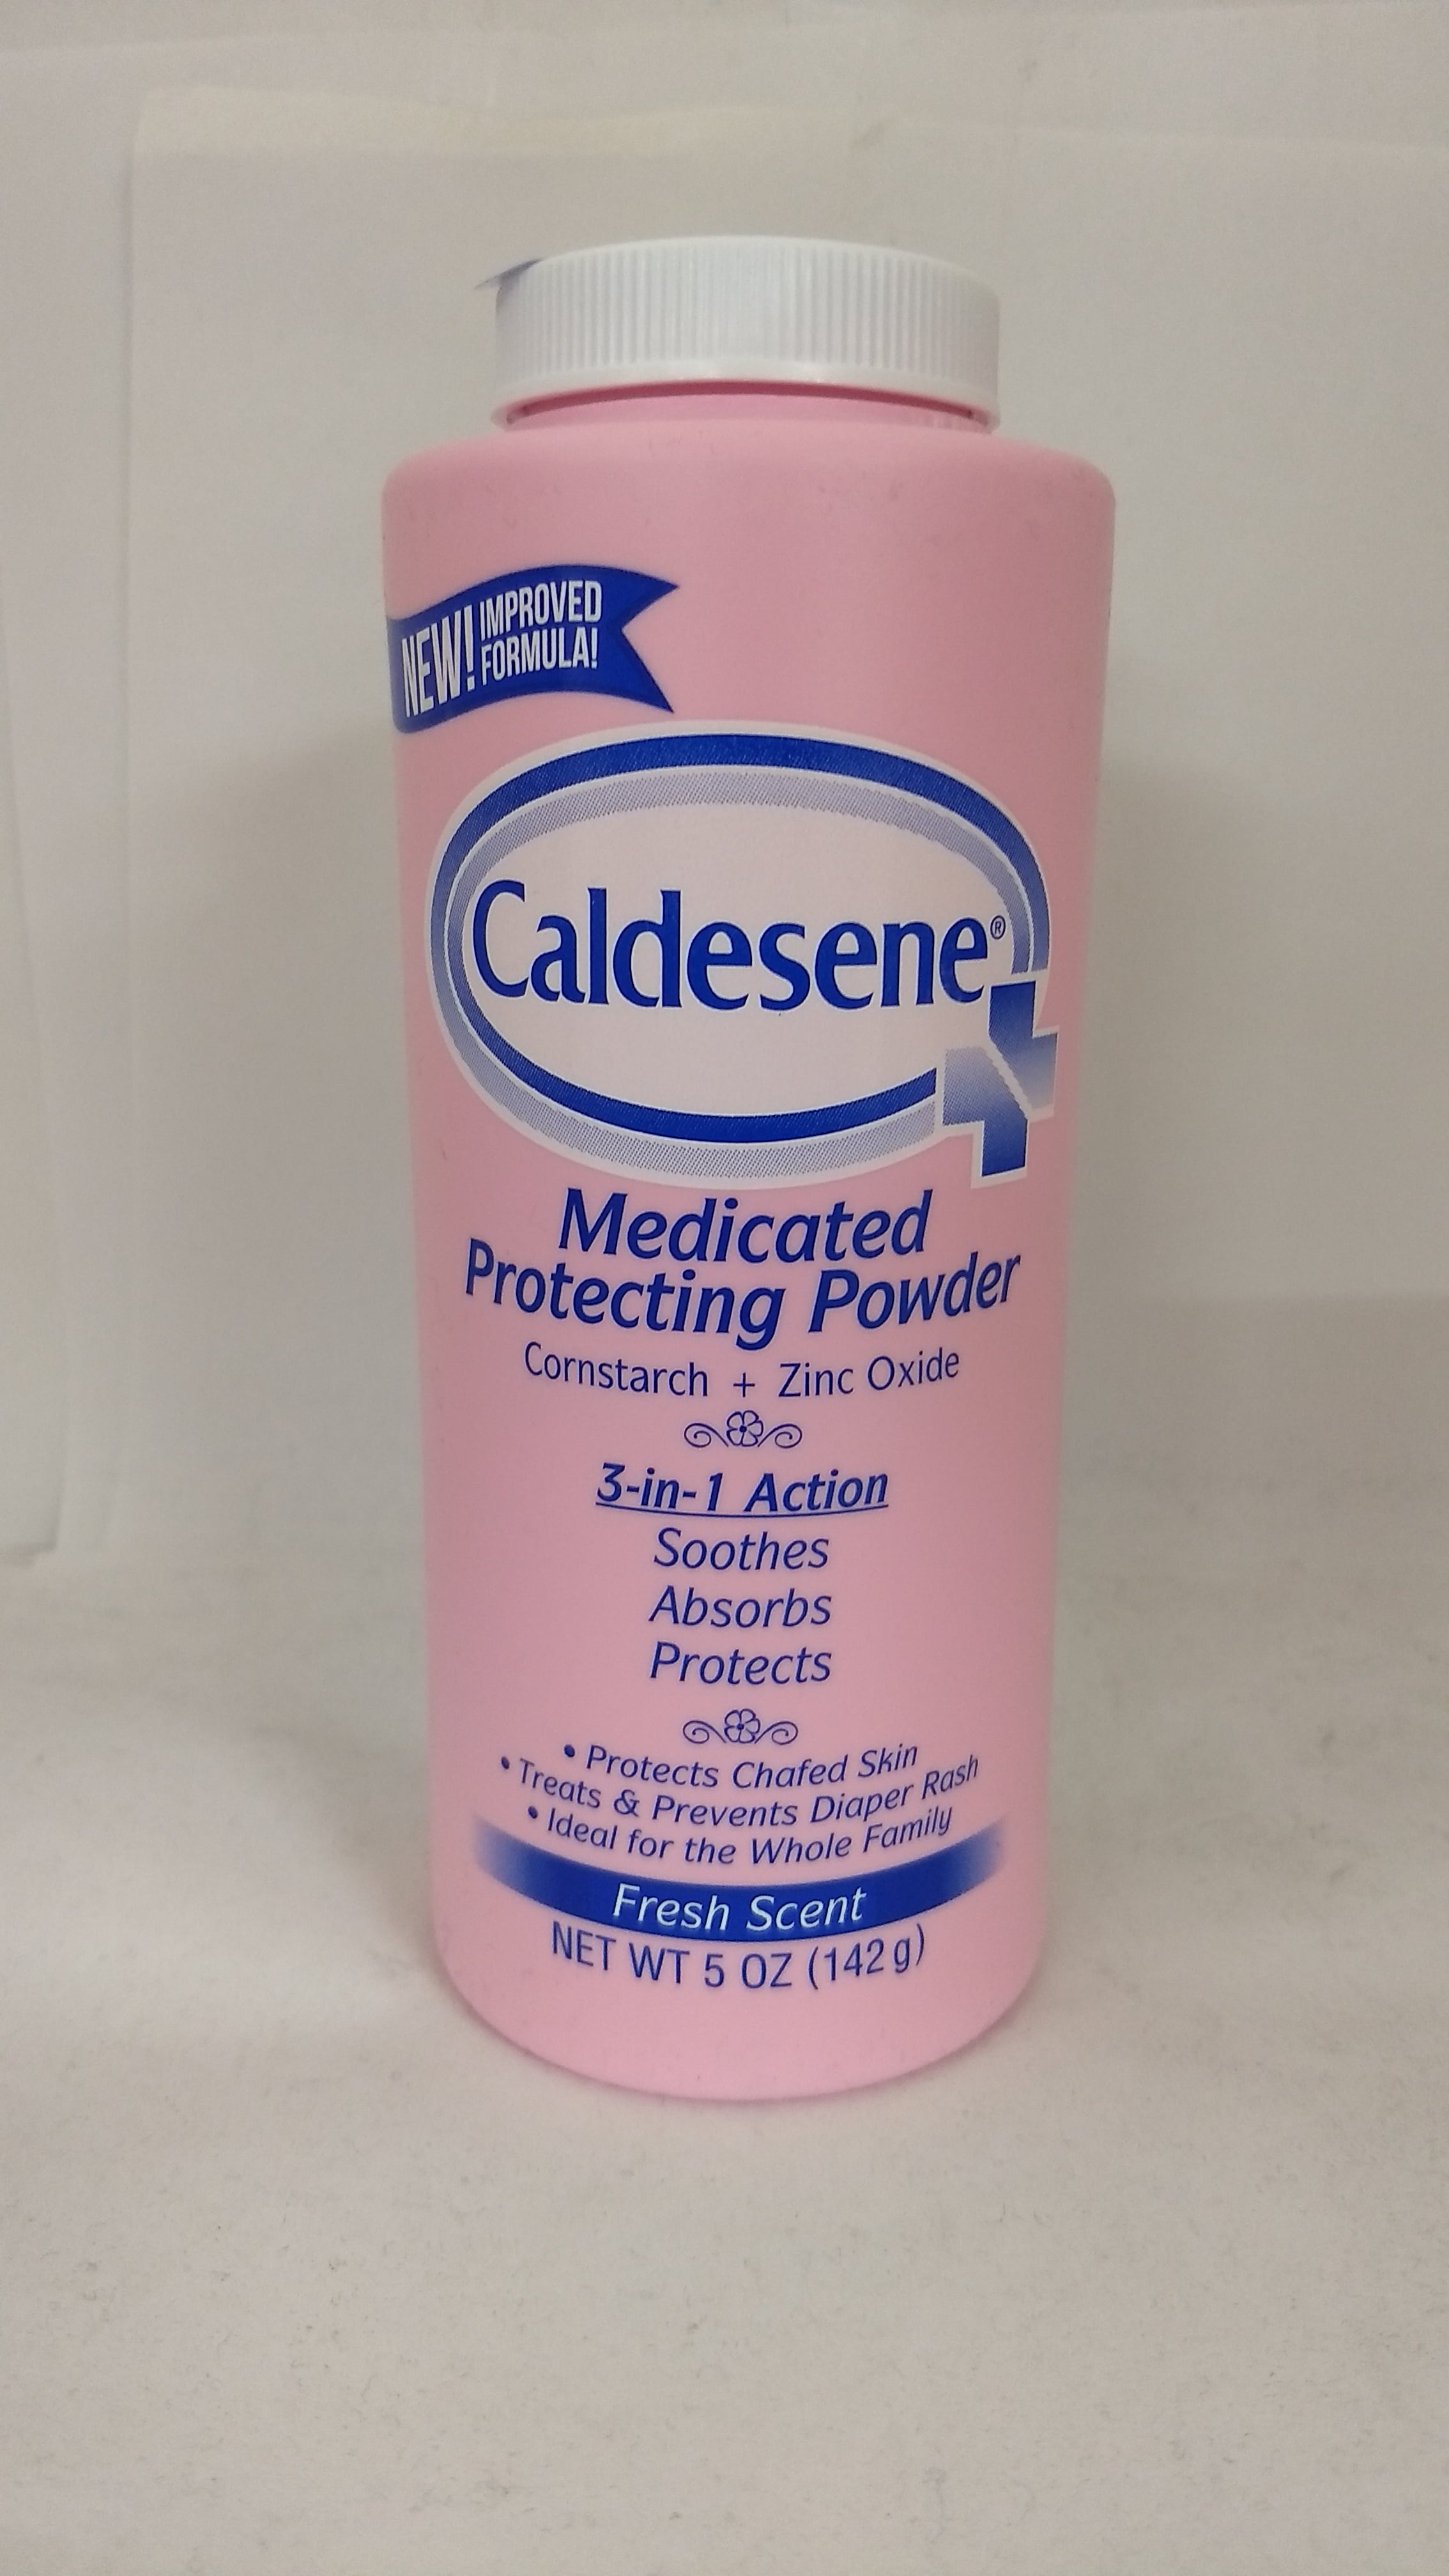 NEW! IMPROVED
FORMULA!
Caldesene®
Medicated
Protecting Powder
Cornstarch + Zinc Oxide
3-in-1 Action
Soothes
Absorbs
Protects
• Protects Chafed Skin
• Treats & Prevents Diaper Rash
• Ideal for the Whole Family
Fresh Scent
NET WT 5 OZ (142 g)